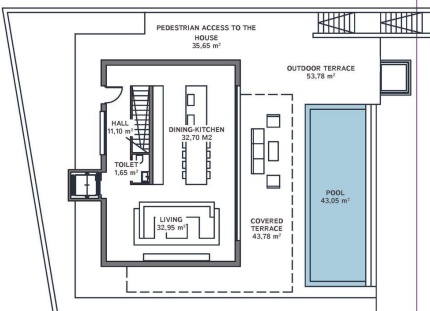 PEDESTRIAN ACCESS TO THE
HOUSE
35,65 m²
OUTDOOR TERRACE
53,78 m²
HALL
11,10 m²
DINING-KITCHEN
32,70 M2
TOILET
1,65 m²
POOL
43,05 m²
LIVING
32,95 m²
COVERED
TERRACE
43,78 m²